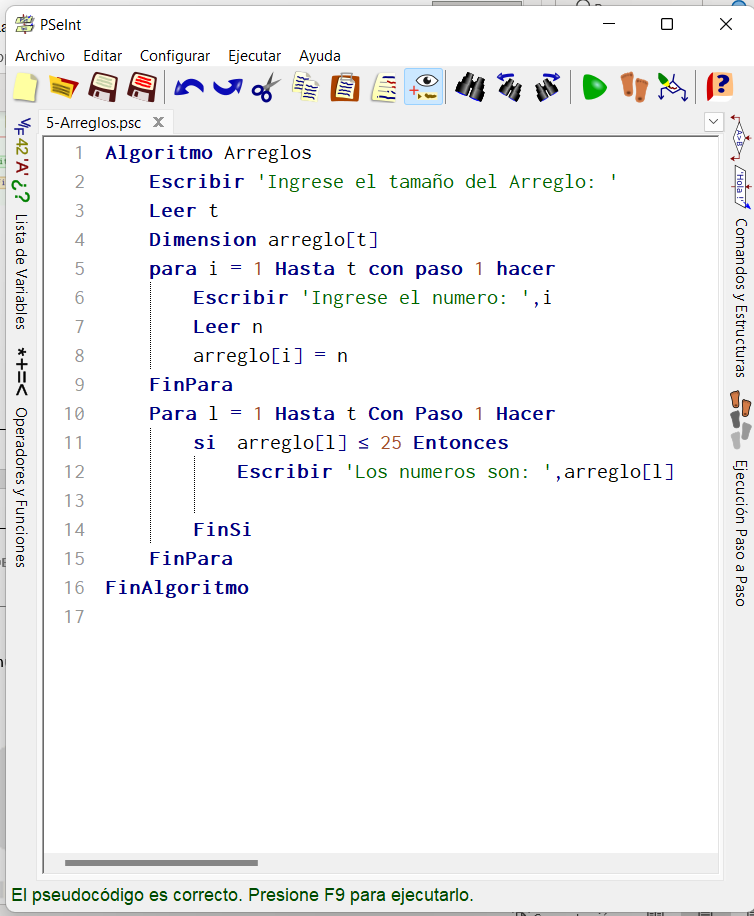 PSeInt
Archivo Editar Configurar Ejecutar Ayuda
5-Arreglos.psc
1 Algoritmo Arreglos
2 Escribir 'Ingrese el tamaño del Arreglo: '
3 Leer t
4 Dimension arreglo[t]
5 para i = 1 Hasta t con paso 1 hacer
6 Escribir 'Ingrese el numero: ',i
7 Leer n
8 arreglo[i] = n
9 FinPara
10 Para l = 1 Hasta t Con Paso 1 Hacer
11 si arreglo[l] ≤ 25 Entonces
12 Escribir 'Los numeros son: ',arreglo[l]
13
14 FinSi
15 FinPara
16 FinAlgoritmo
17
VF42'A'¿?
Lista de Variables
*+=<
Operadores y Funciones
A>B
'Hola !'
Comandos y Estructuras
Ejecución Paso a Paso
El pseudocódigo es correcto. Presione F9 para ejecutarlo.